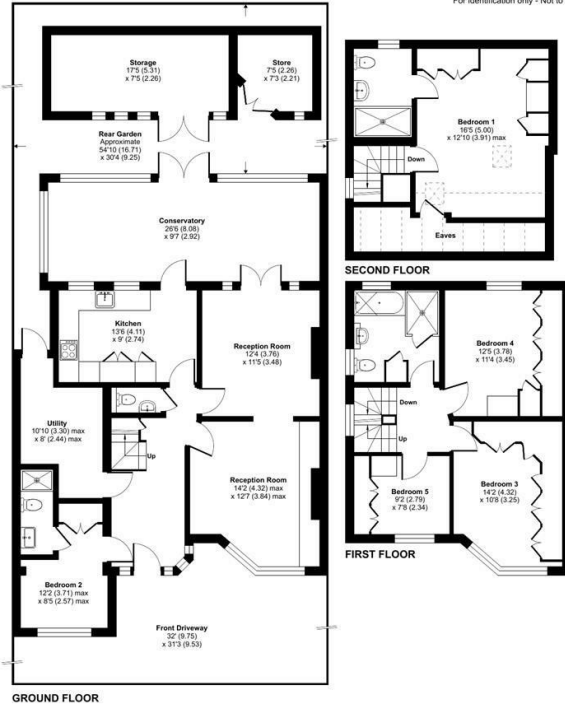 For identification only - Not to
Storage
17'5 (5.31)
x 7'5 (2.26)
Store
7'5 (2.26)
x 7'3 (2.21)
Rear Garden
Approximate
54'10 (16.71)
x 30'4 (9.25)
Conservatory
26'6 (8.08)
x 9'7 (2.92)
Kitchen
13'6 (4.11)
x 9' (2.74)
Reception Room
12'4 (3.76)
x 11'5 (3.48)
Utility
10'10 (3.30) max
x 8' (2.44) max
Up
Reception Room
14'2 (4.32) max
x 12'7 (3.84) max
Bedroom 2
12'2 (3.71) max
x 8'5 (2.57) max
Front Driveway
32' (9.75)
x 31'3 (9.53)
GROUND FLOOR
Bedroom 1
16'5 (5.00)
x 12'10 (3.91) max
Down
Eaves
SECOND FLOOR
Bedroom 4
12'5 (3.78)
x 11'4 (3.45)
Down
Up
Bedroom 5
9'2 (2.79)
x 7'8 (2.34)
Bedroom 3
14'2 (4.32)
x 10'8 (3.25)
FIRST FLOOR